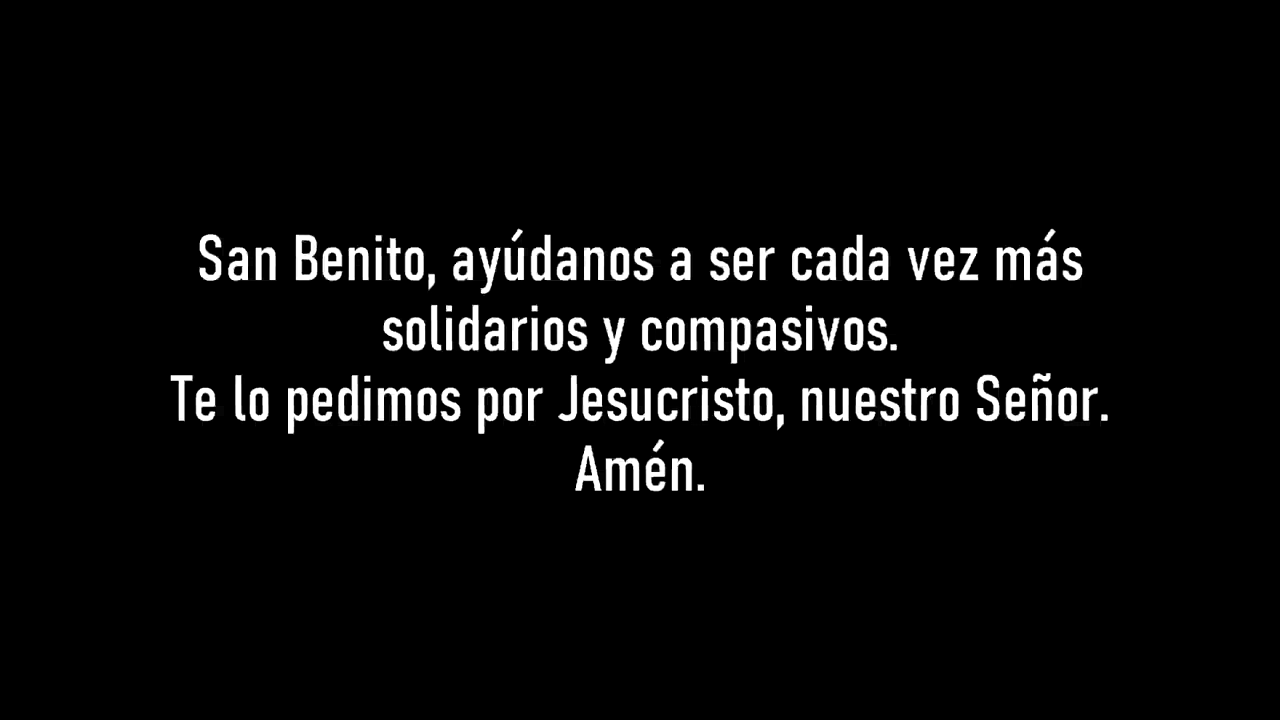 San Benito, ayúdanos a ser cada vez más
solidarios y compasivos.
Te lo pedimos por Jesucristo, nuestro Señor.
Amén.